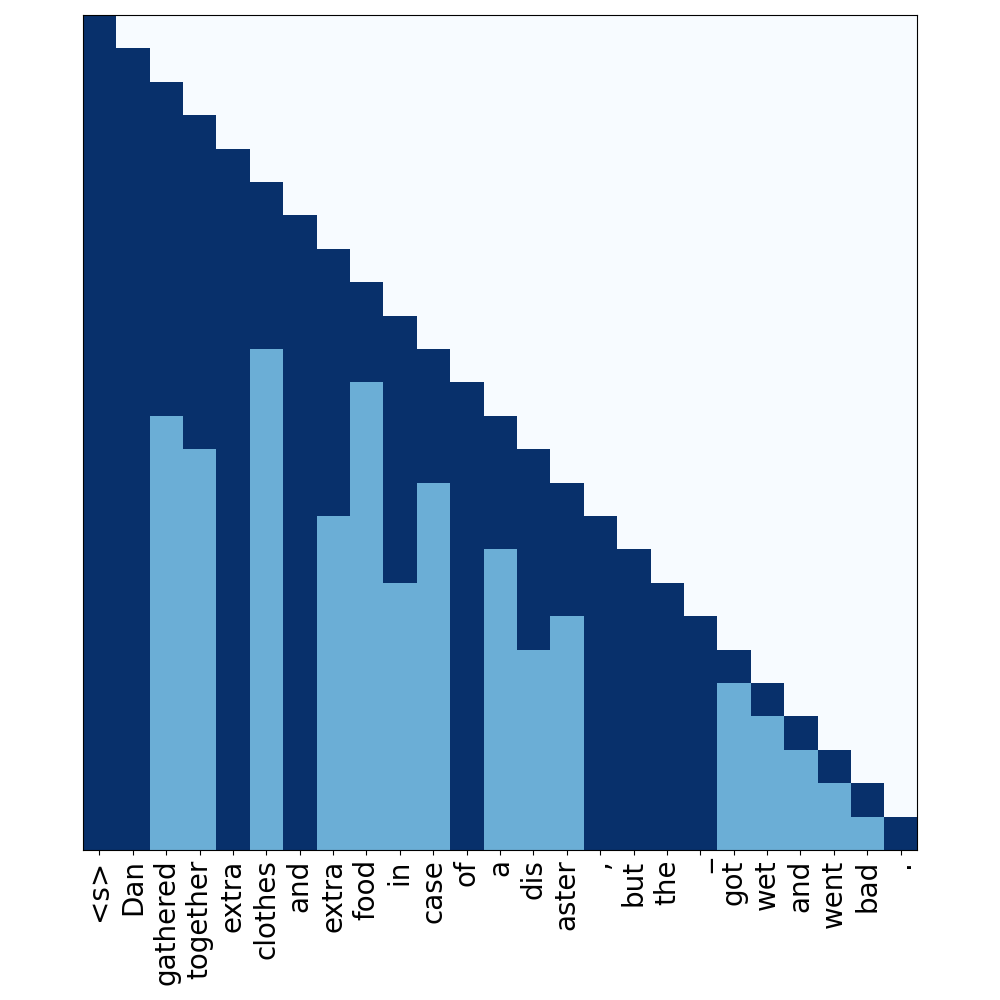 <s>
Dan
gathered
together
extra
clothes
and
extra
food
in
case
of
a
dis
aster
,
but
the
_
got
wet
and
went
bad
.